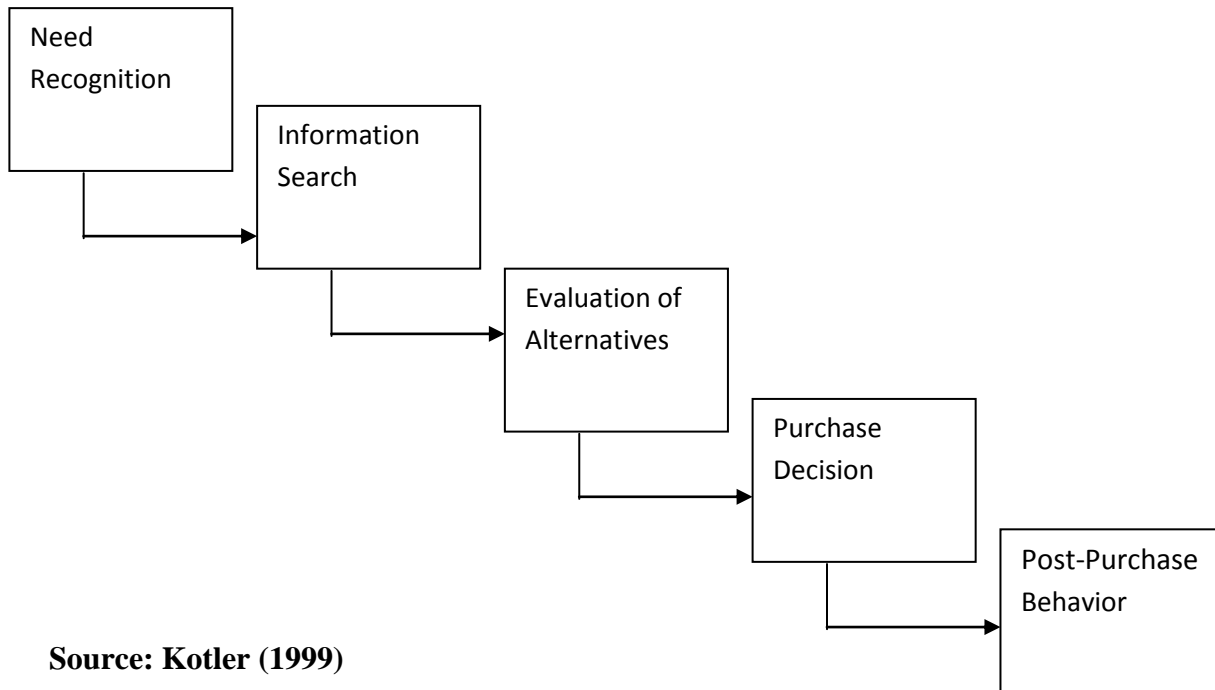 Need
Recognition
Information
Search
Evaluation of
Alternatives
Purchase
Decision
Post-Purchase
Behavior
Source: Kotler (1999)